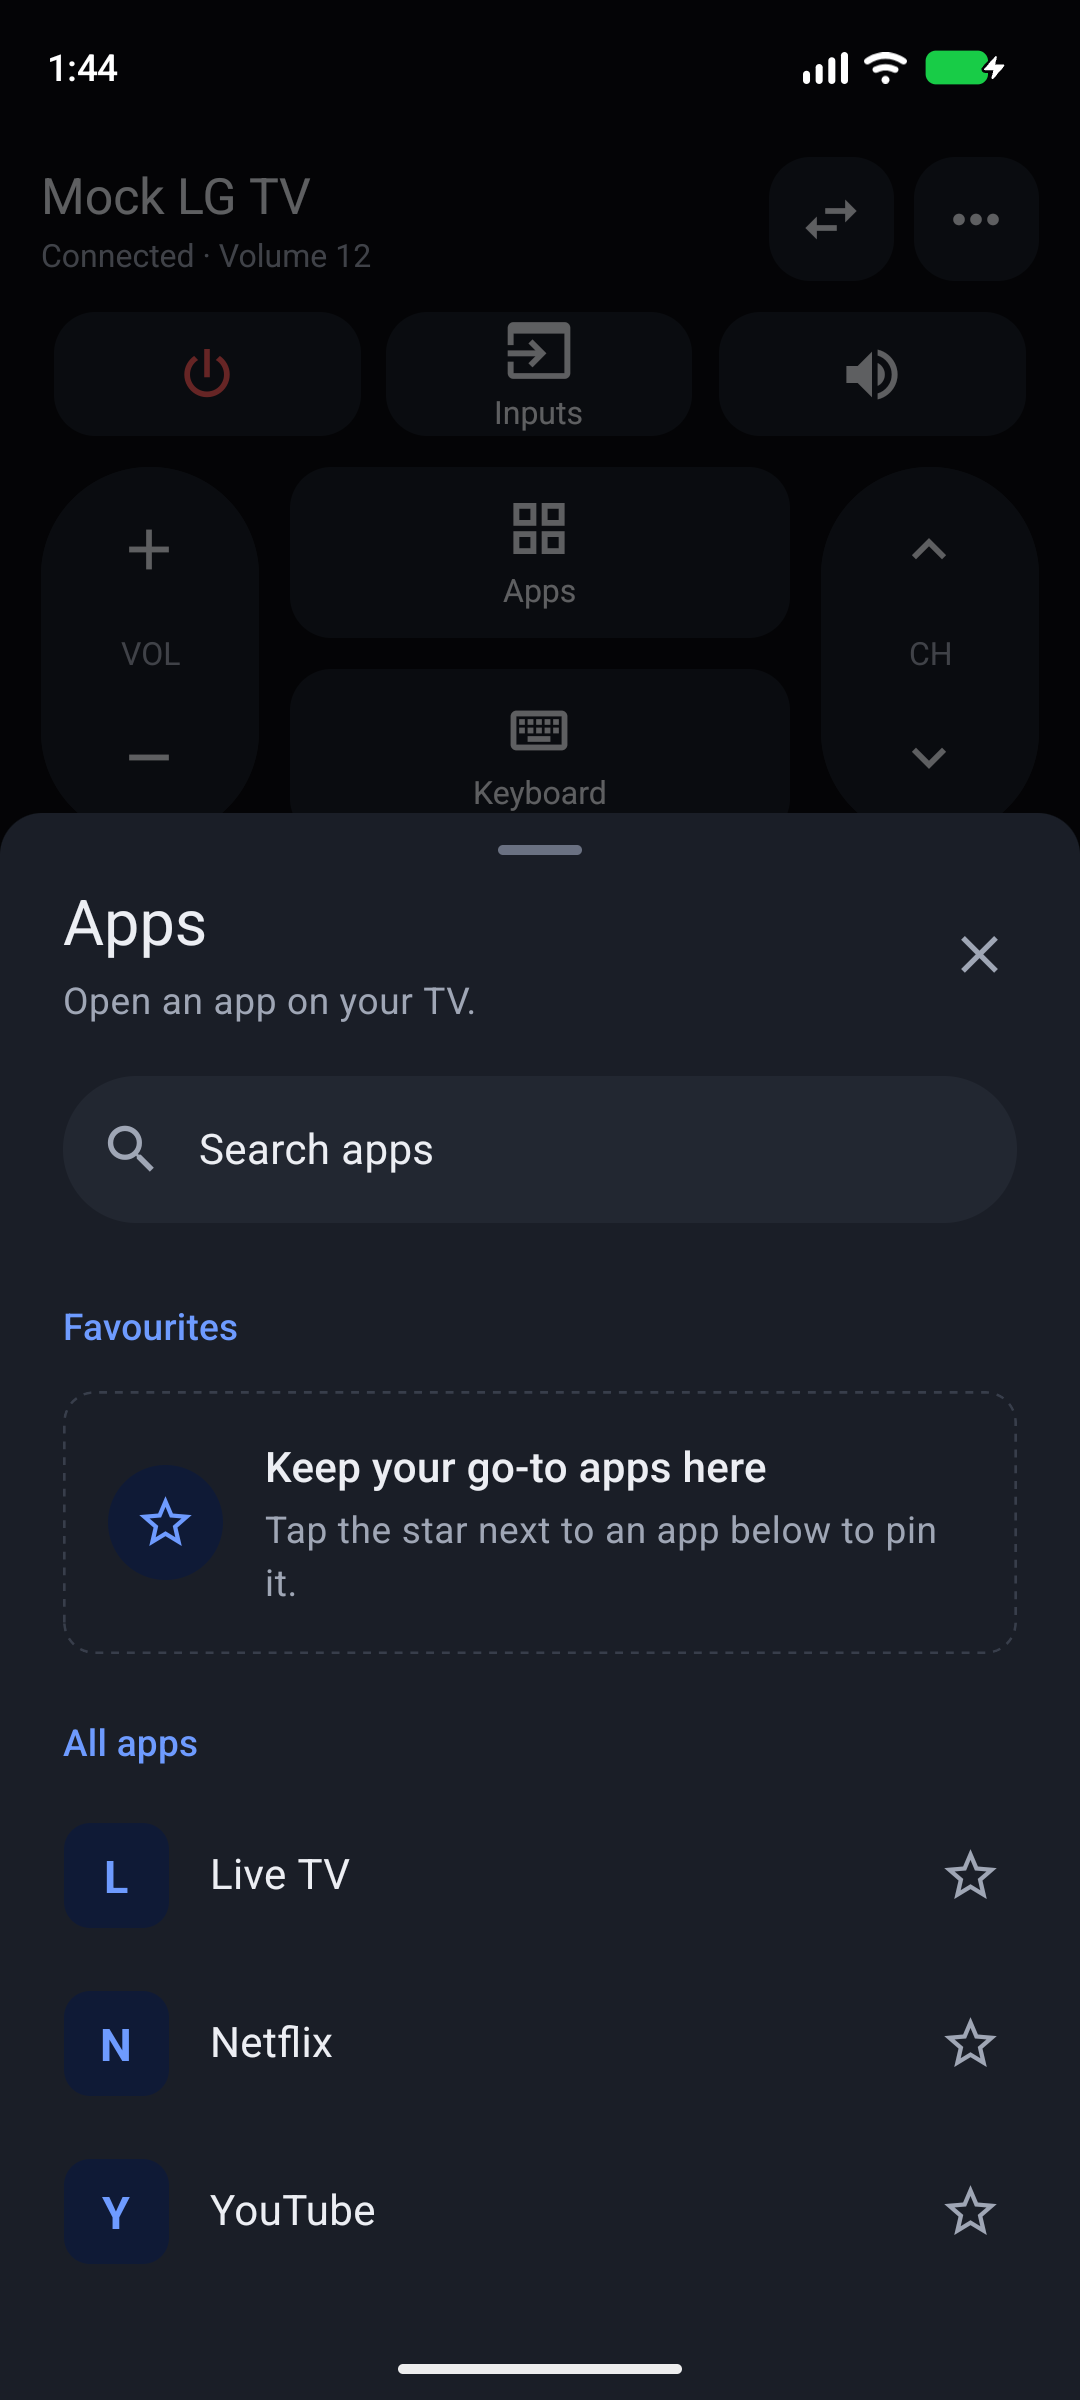 1:44
Mock LG TV
Connected · Volume 12
Inputs
Apps
VOL
CH
Keyboard
Apps
Open an app on your TV.
Search apps
Favourites
Keep your go-to apps here
Tap the star next to an app below to pin
it.
All apps
L Live TV
N Netflix
Y YouTube